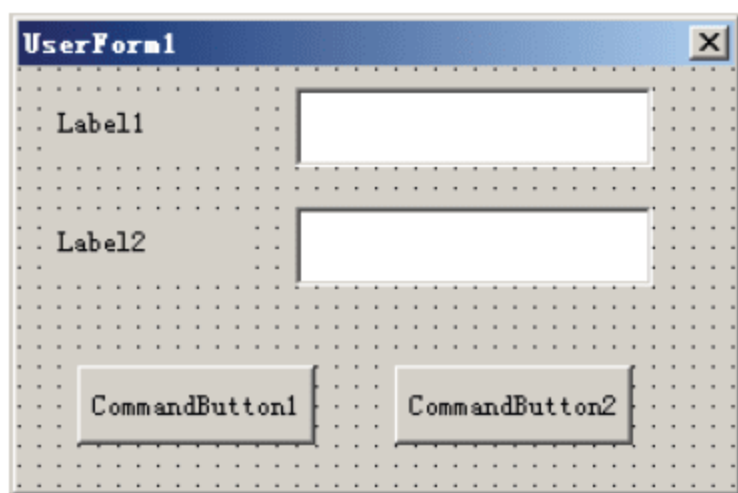 UserForm1
Label1
Label2
CommandButton1
CommandButton2